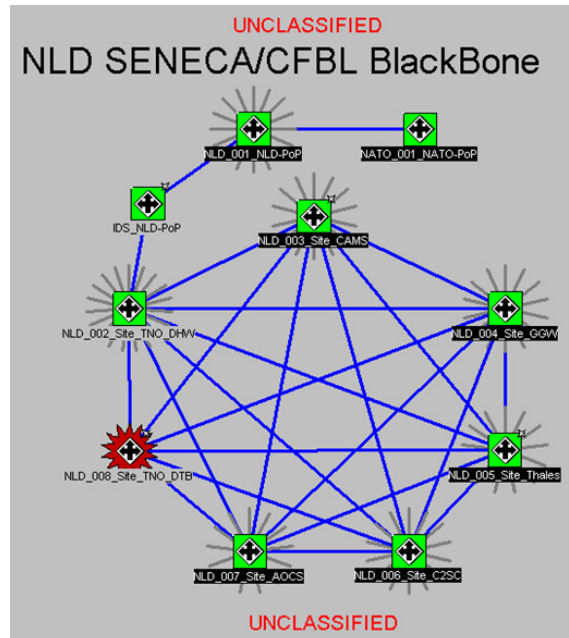 UNCLASSIFIED
NLD SENECA/CFBL BlackBone
NLD_001_NLD-PoP
NATO_001_NATO-PoP
IDS_NLD-PoP
NLD_003_Site_CAMS
NLD_002_Site_TNO_DHW
NLD_004_Site_GGW
NLD_008_Site_TNO_DTB
NLD_005_Site_Thales
NLD_007_Site_AOCS
NLD_006_Site_C2SC
UNCLASSIFIED